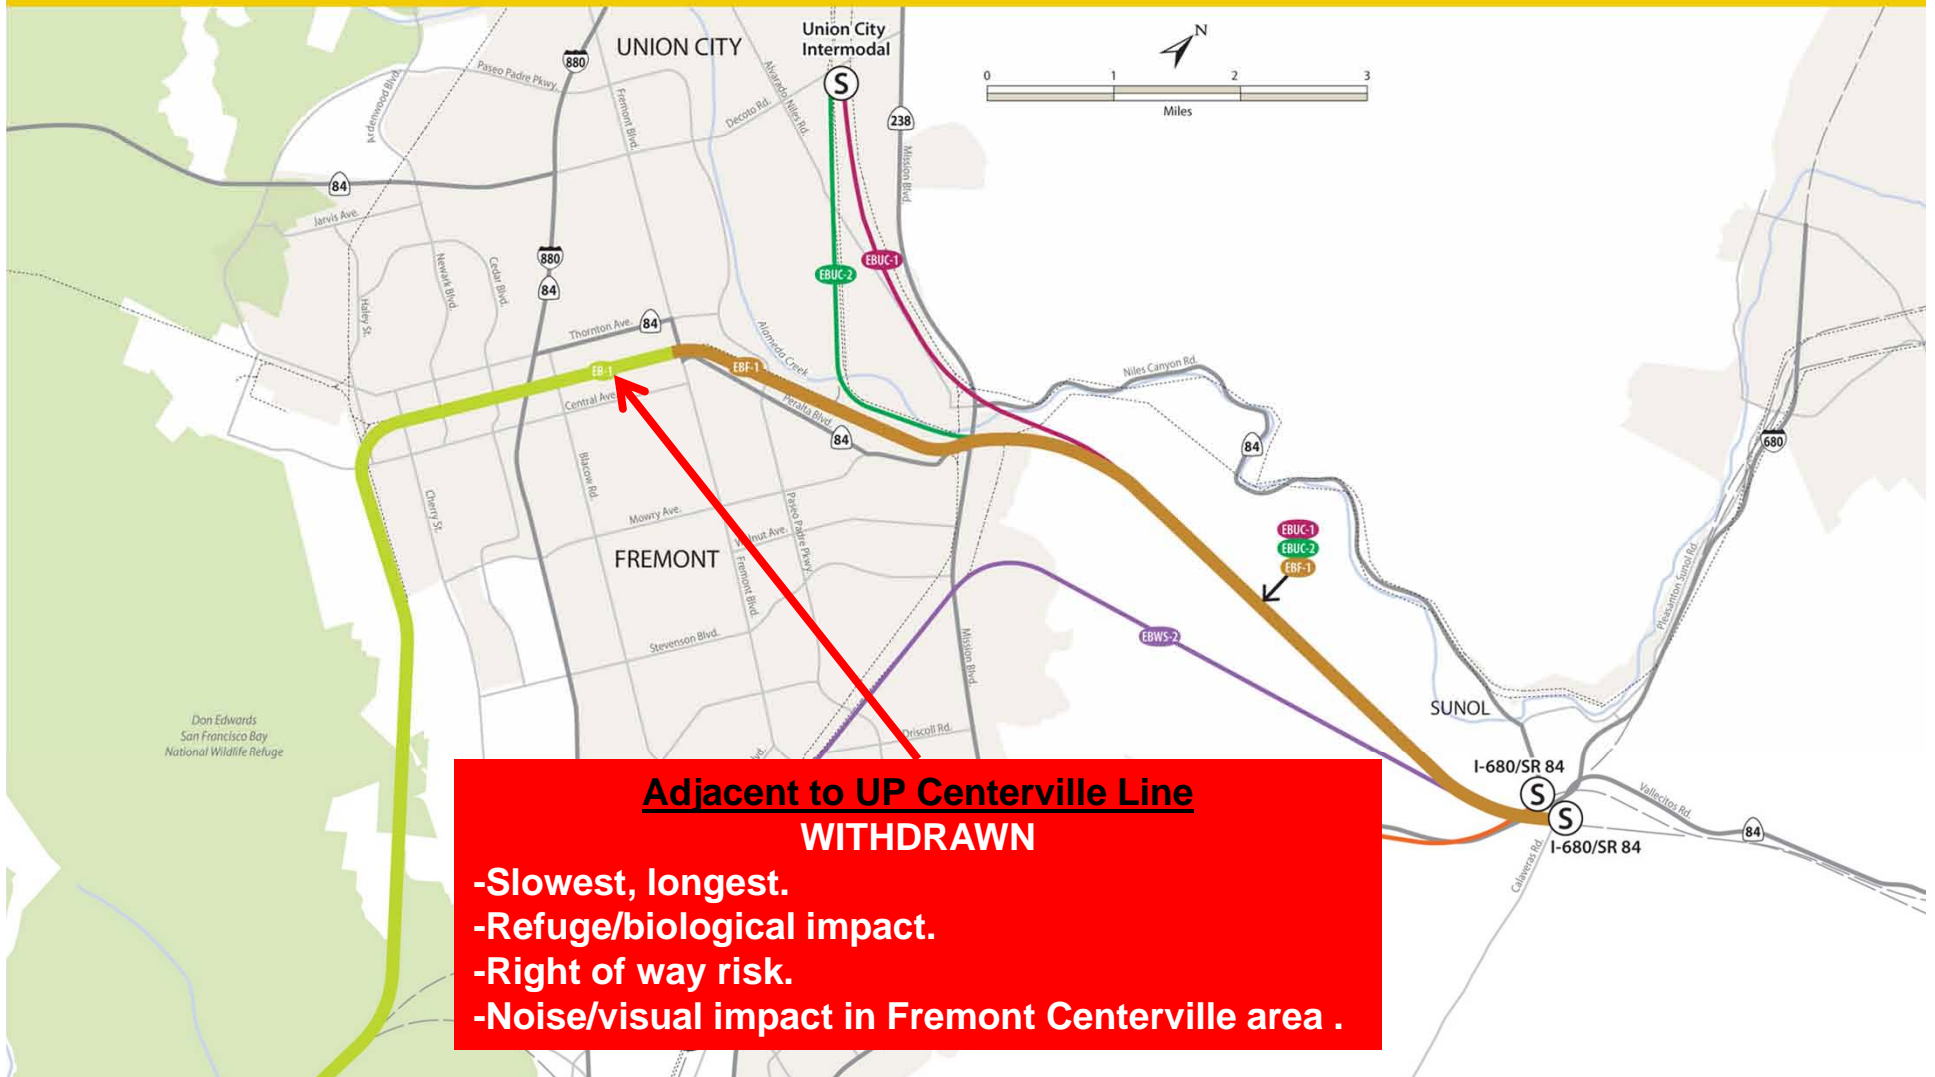 UNION CITY
Union City
Intermodal
S
N
0 1 2 3
Miles
880
Paseo Padre Pkwy.
Ardenwood Blvd.
Fremont Blvd.
Alvarado Niles Rd.
Decoto Rd.
238
Mission Blvd.
84
Jarvis Ave.
880
84
Newark Blvd.
Cedar Blvd.
Haley St.
EBUC-2
EBUC-1
Thornton Ave.
84
Alameda Creek
EB-1
EBF-1
Central Ave.
Peralta Blvd.
84
Niles Canyon Rd.
84
680
Blacow Rd.
Cherry St.
Mowry Ave.
Paseo Padre Pkwy.
Walnut Ave.
FREMONT
Fremont Blvd.
EBUC-1
EBUC-2
EBF-1
Pleasanton Sunol Rd.
Stevenson Blvd.
Mission Blvd.
EBWS-2
Don Edwards
San Francisco Bay
National Wildlife Refuge
SUNOL
Driscoll Rd.
lvd.
I-680/SR 84
S
S
I-680/SR 84
Vallecitos Rd.
84
Calaveras Rd.
Adjacent to UP Centerville Line
WITHDRAWN
-Slowest, longest.
-Refuge/biological impact.
-Right of way risk.
-Noise/visual impact in Fremont Centerville area .